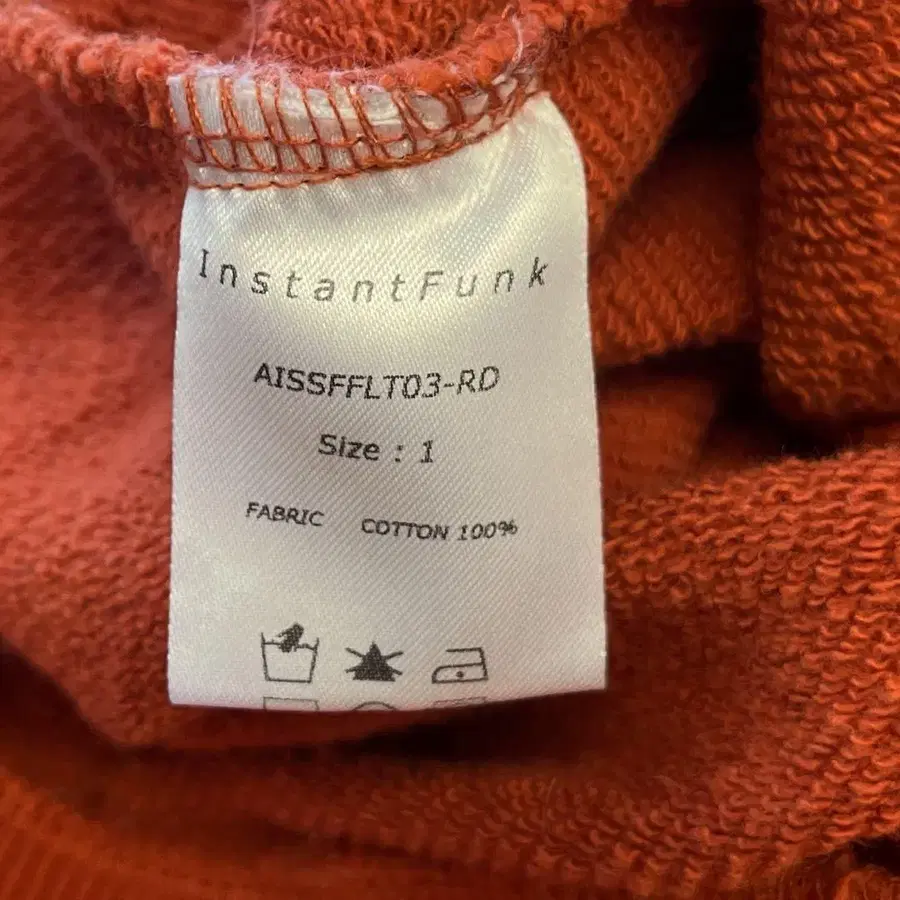 InstantFunk
AISSFFLT03-RD
Size : 1
FABRIC COTTON 100%